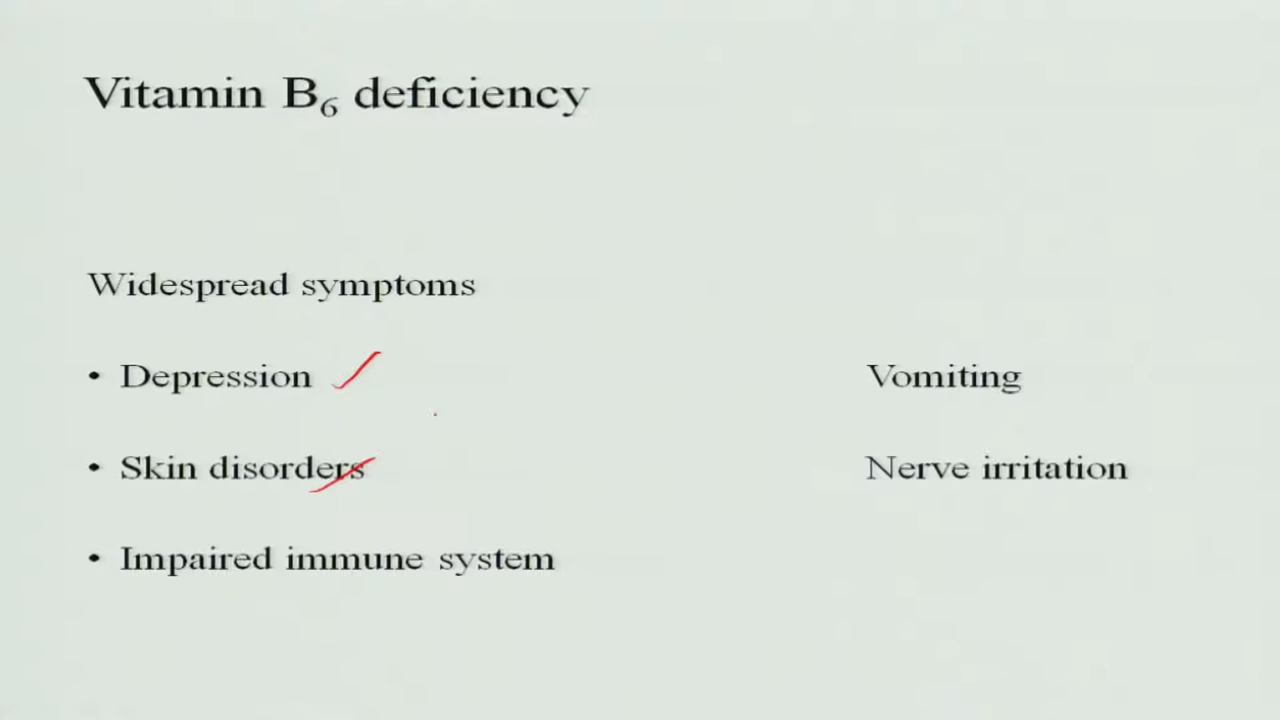 Vitamin B₆ deficiency
Widespread symptoms
• Depression
Vomiting
• Skin disorders
Nerve irritation
• Impaired immune system